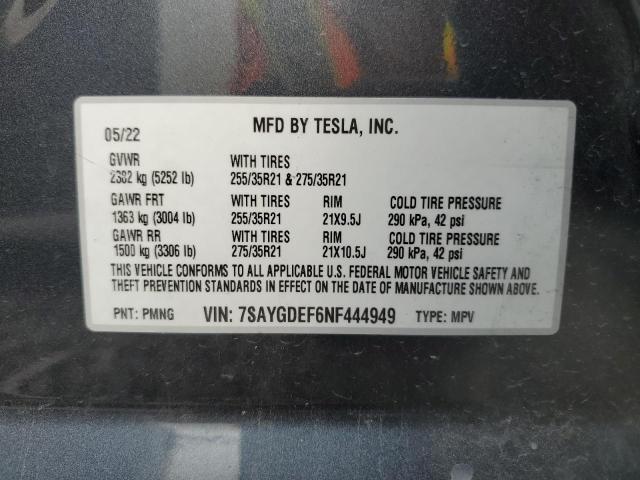 05/22 MFD BY TESLA, INC.
GVWR WITH TIRES
2382 kg (5252 lb) 255/35R21 & 275/35R21
GAWR FRT WITH TIRES RIM COLD TIRE PRESSURE
1363 kg (3004 lb) 255/35R21 21X9.5J 290 kPa, 42 psi
GAWR RR WITH TIRES RIM COLD TIRE PRESSURE
1500 kg (3306 lb) 275/35R21 21X10.5J 290 kPa, 42 psi
THIS VEHICLE CONFORMS TO ALL APPLICABLE U.S. FEDERAL MOTOR VEHICLE SAFETY AND
THEFT PREVENTION STANDARDS IN EFFECT ON THE DATE OF MANUFACTURE SHOWN ABOVE.
PNT: PMNG VIN: 7SAYGDEF6NF444949 TYPE: MPV